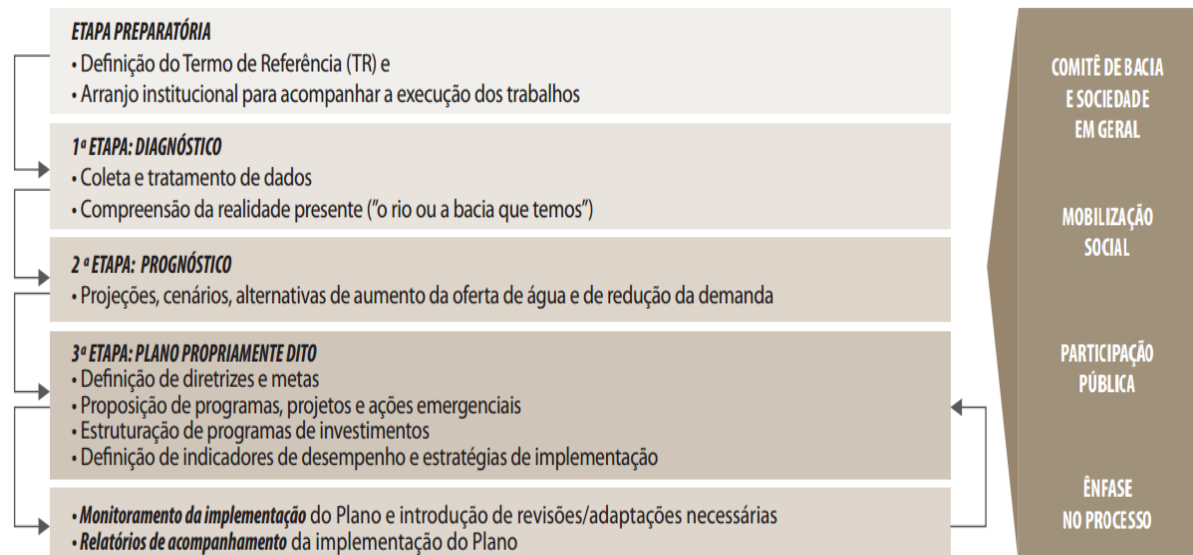 ETAPA PREPARATÓRIA
• Definição do Termo de Referência (TR) e
• Arranjo institucional para acompanhar a execução dos trabalhos
1ª ETAPA: DIAGNÓSTICO
• Coleta e tratamento de dados
• Compreensão da realidade presente ("o rio ou a bacia que temos")
2 ª ETAPA: PROGNÓSTICO
• Projeções, cenários, alternativas de aumento da oferta de água e de redução da demanda
3ª ETAPA: PLANO PROPRIAMENTE DITO
• Definição de diretrizes e metas
• Proposição de programas, projetos e ações emergenciais
• Estruturação de programas de investimentos
• Definição de indicadores de desempenho e estratégias de implementação
• Monitoramento da implementação do Plano e introdução de revisões/adaptações necessárias
• Relatórios de acompanhamento da implementação do Plano
COMITÊ DE BACIA
E SOCIEDADE
EM GERAL
MOBILIZAÇÃO
SOCIAL
PARTICIPAÇÃO
PÚBLICA
ÊNFASE
NO PROCESSO